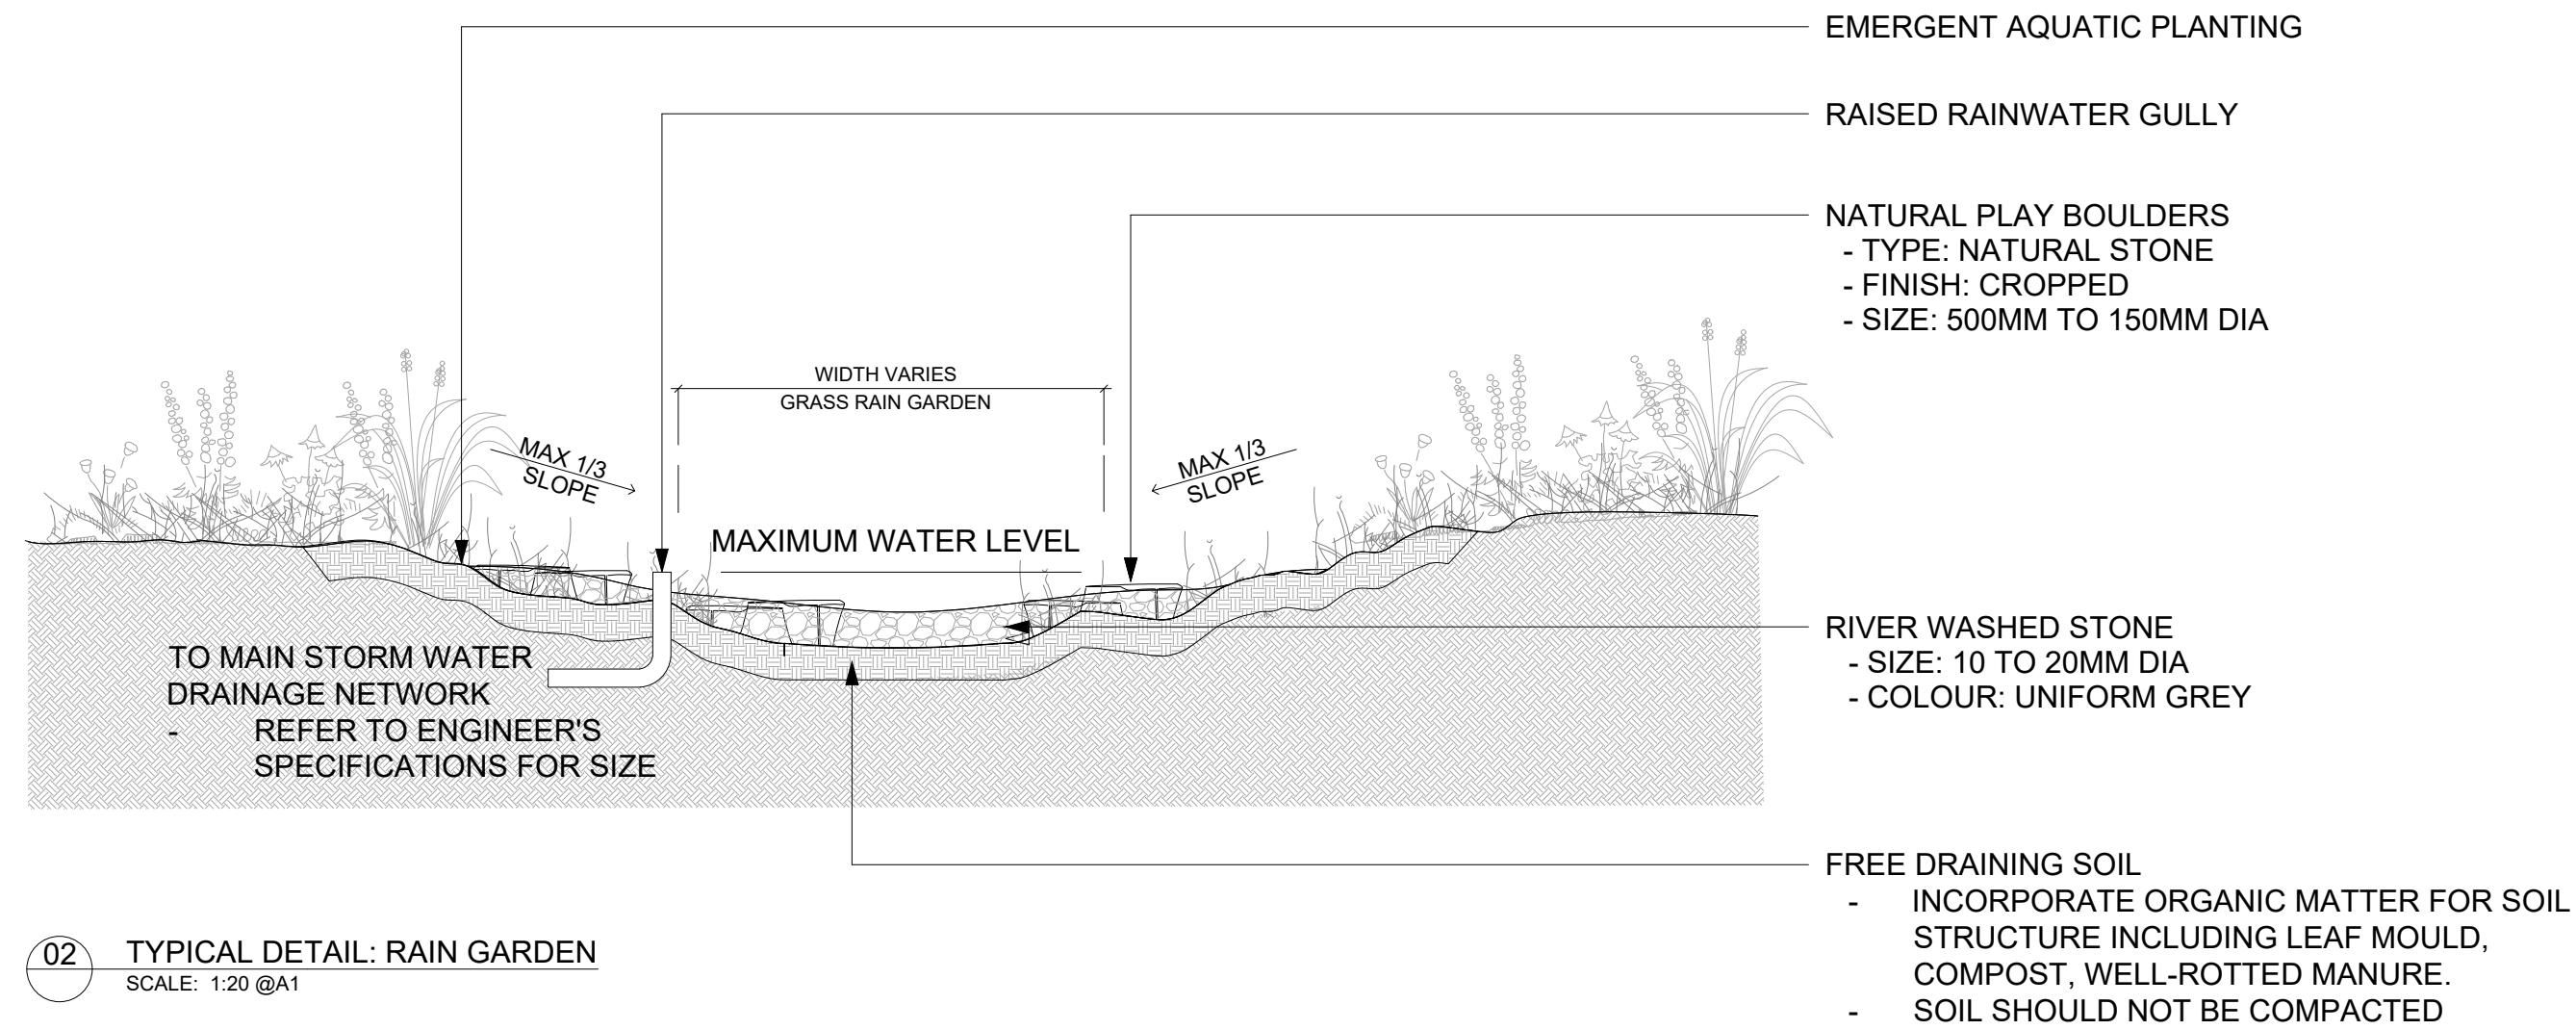 EMERGENT AQUATIC PLANTING
RAISED RAINWATER GULLY
NATURAL PLAY BOULDERS
- TYPE: NATURAL STONE
- FINISH: CROPPED
- SIZE: 500MM TO 150MM DIA
WIDTH VARIES
GRASS RAIN GARDEN
MAX 1/3
SLOPE
MAX 1/3
SLOPE
MAXIMUM WATER LEVEL
RIVER WASHED STONE
- SIZE: 10 TO 20MM DIA
- COLOUR: UNIFORM GREY
TO MAIN STORM WATER
DRAINAGE NETWORK
- REFER TO ENGINEER'S
SPECIFICATIONS FOR SIZE
FREE DRAINING SOIL
- INCORPORATE ORGANIC MATTER FOR SOIL
STRUCTURE INCLUDING LEAF MOULD,
COMPOST, WELL-ROTTED MANURE.
- SOIL SHOULD NOT BE COMPACTED
02 TYPICAL DETAIL: RAIN GARDEN
SCALE: 1:20 @A1